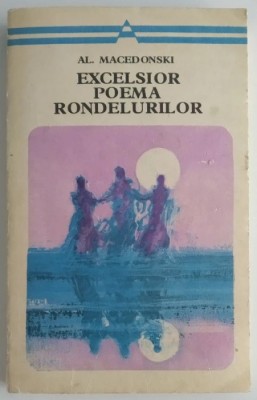 AL. MACEDONSKI
EXCELSIOR
POEMA
RONDELURILOR